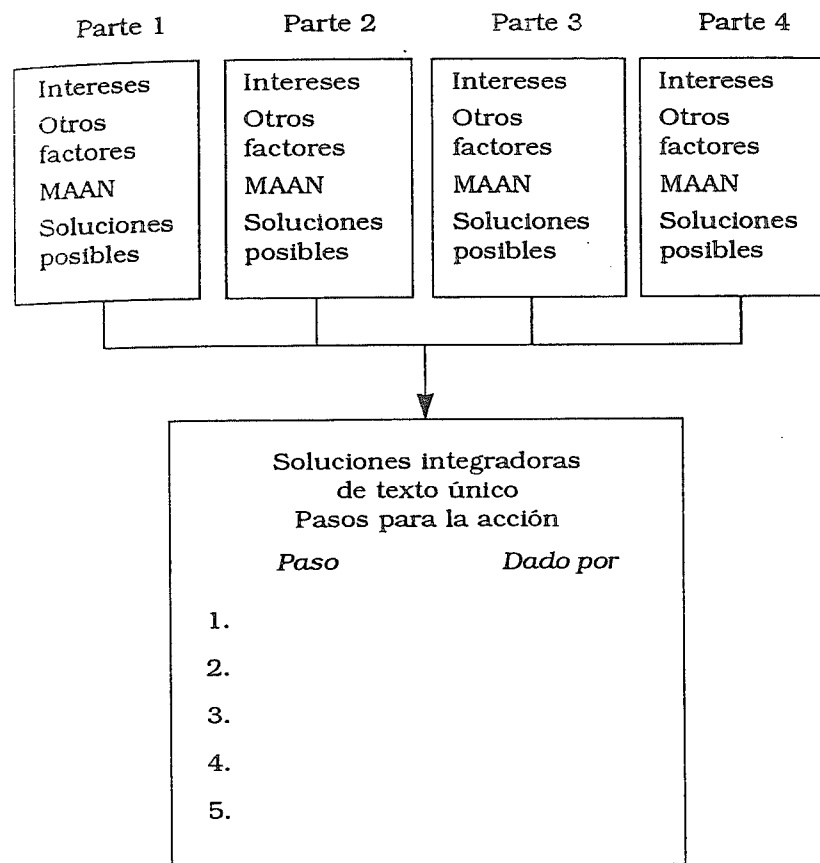 Parte 1
Parte 2
Parte 3
Parte 4
Intereses
Otros
factores
MAAN
Soluciones
posibles
Intereses
Otros
factores
MAAN
Soluciones
posibles
Intereses
Otros
factores
MAAN
Soluciones
posibles
Intereses
Otros
factores
MAAN
Soluciones
posibles
Soluciones integradoras
de texto único
Pasos para la acción
Paso Dado por
1.
2.
3.
4.
5.